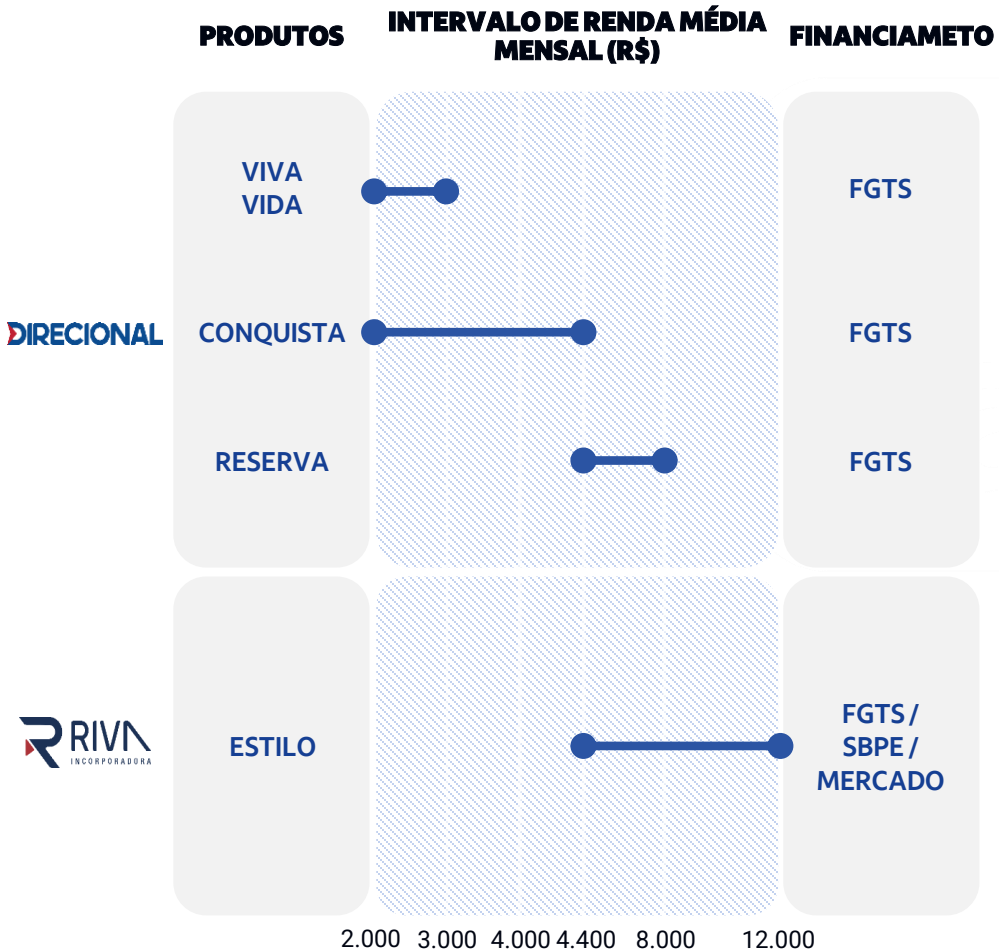 PRODUTOS
INTERVALO DE RENDA MÉDIA
MENSAL (R$)
FINANCIAMETO
VIVA
VIDA
FGTS
DIRECIONAL
CONQUISTA
FGTS
RESERVA
FGTS
RIVA
INCORPORADORA
ESTILO
FGTS /
SBPE /
MERCADO
2.000 3.000 4.000 4.400 8.000 12.000